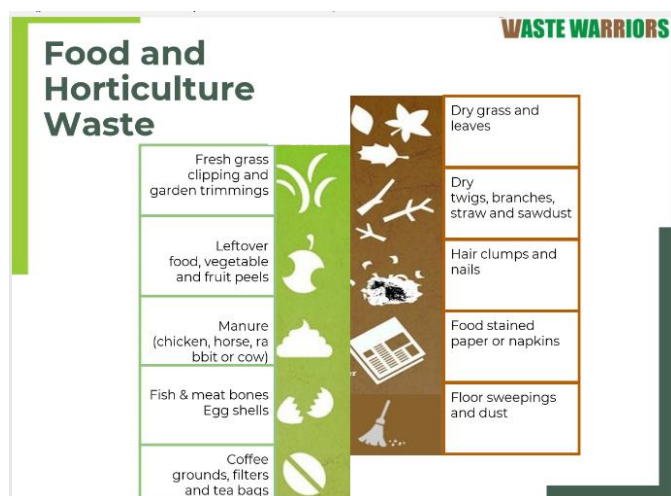 WASTE WARRIORS
Food and
Horticulture
Waste
Fresh grass
clipping and
garden trimmings
Leftover
food, vegetable
and fruit peels
Manure
(chicken, horse, ra
bbit or cow)
Fish & meat bones
Egg shells
Coffee
grounds, filters
and tea bags
Dry grass and
leaves
Dry
twigs, branches,
straw and sawdust
Hair clumps and
nails
Food stained
paper or napkins
Floor sweepings
and dust